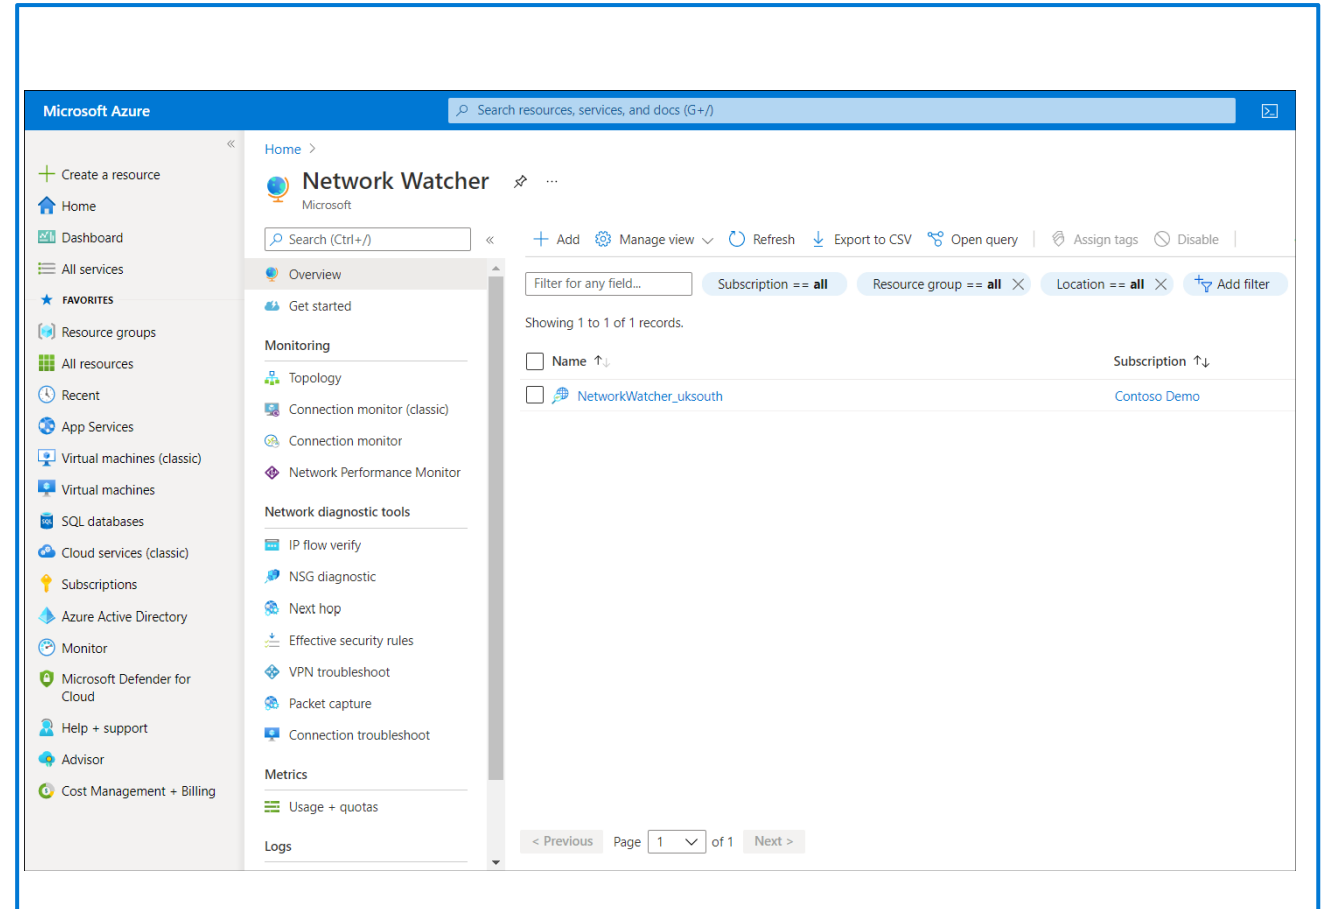 Microsoft Azure
Search resources, services, and docs (G+/)
«
Create a resource
Home
Dashboard
All services
FAVORITES
Resource groups
All resources
Recent
App Services
Virtual machines (classic)
Virtual machines
SQL databases
Cloud services (classic)
Subscriptions
Azure Active Directory
Monitor
Microsoft Defender for
Cloud
Help + support
Advisor
Cost Management + Billing
Home >
Network Watcher ...
Microsoft
Search (Ctrl+/) «
Overview
Get started
Monitoring
Topology
Connection monitor (classic)
Connection monitor
Network Performance Monitor
Network diagnostic tools
IP flow verify
NSG diagnostic
Next hop
Effective security rules
VPN troubleshoot
Packet capture
Connection troubleshoot
Metrics
Usage + quotas
Logs
Add Manage view Refresh Export to CSV Open query Assign tags Disable
Filter for any field... Subscription == all Resource group == all Location == all Add filter
Showing 1 to 1 of 1 records.
Name ↑↓ Subscription ↑↓
NetworkWatcher_uksouth Contoso Demo
< Previous Page 1 of 1 Next >